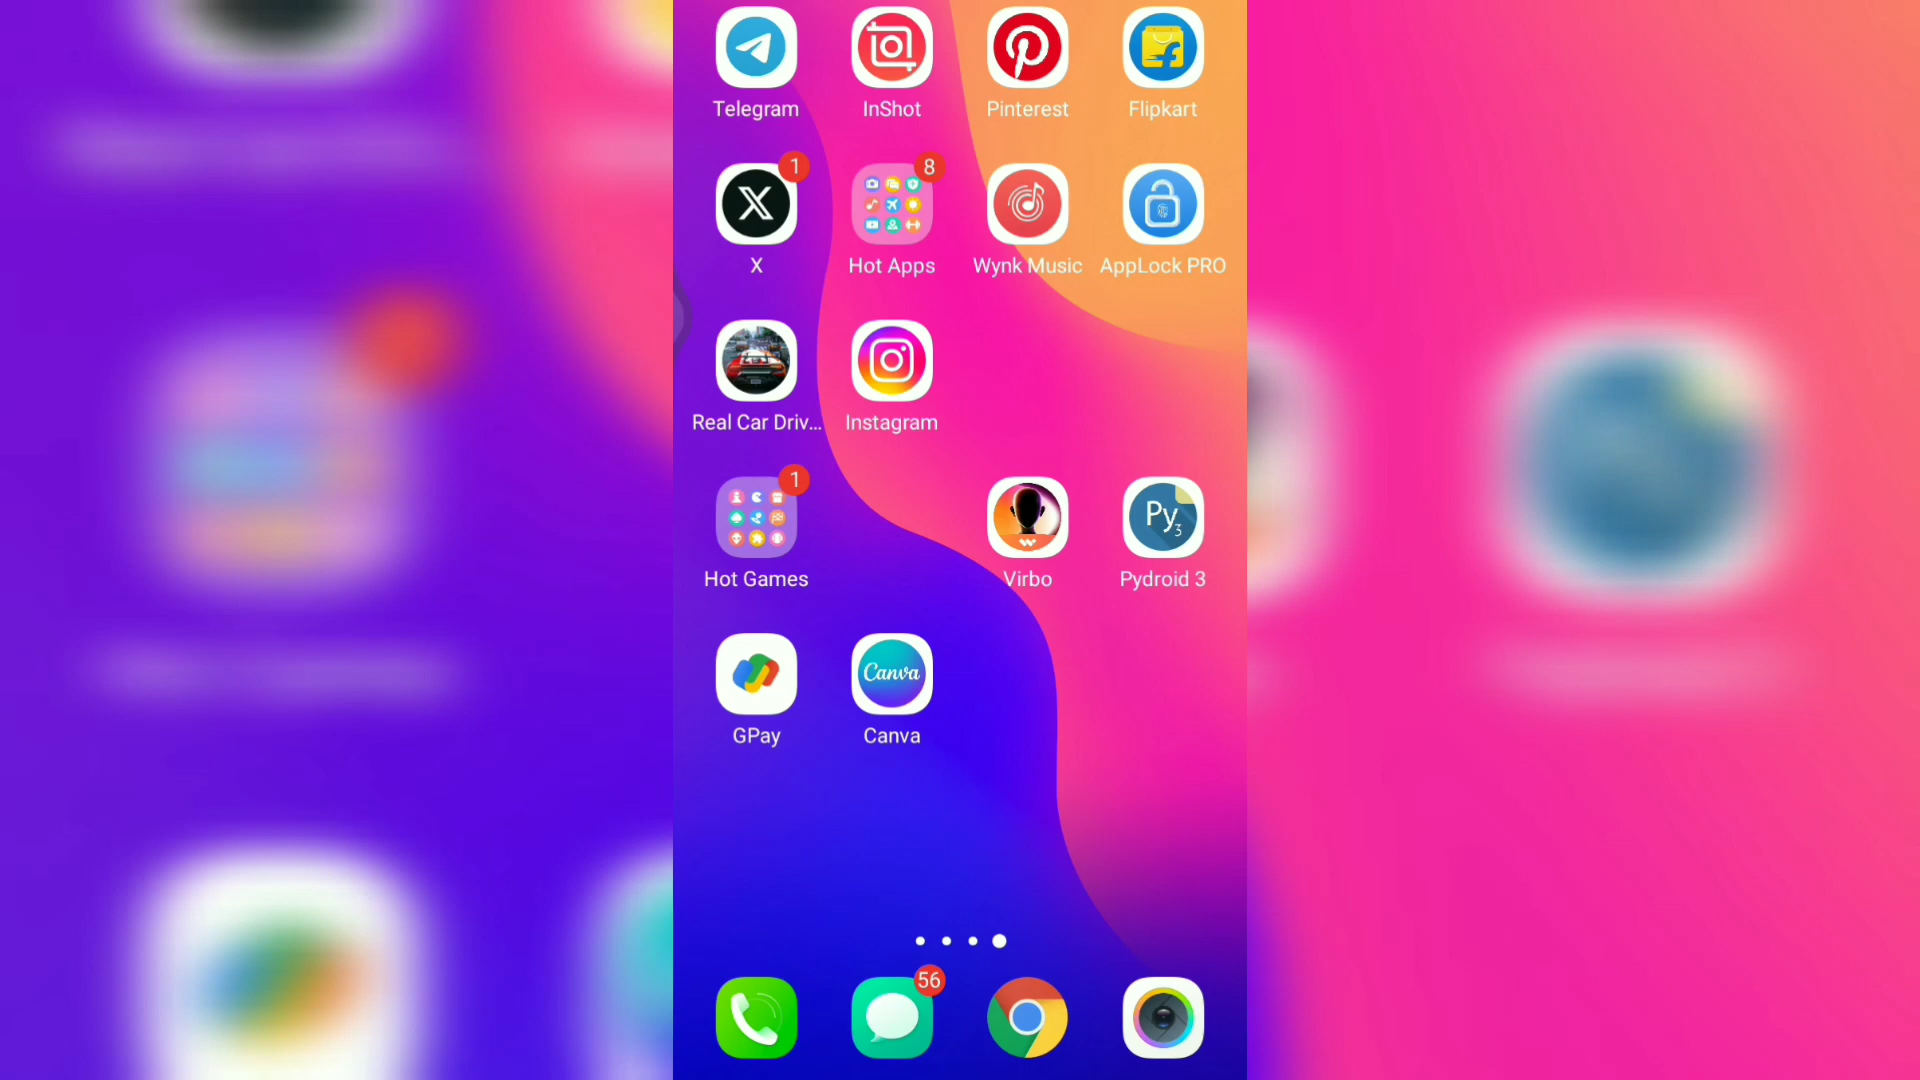 Telegram InShot Pinterest Flipkart
1 8
X Hot Apps Wynk Music AppLock PRO
Real Car Driv... Instagram
1
Py3
Hot Games Virbo Pydroid 3
Canva
GPay Canva
56